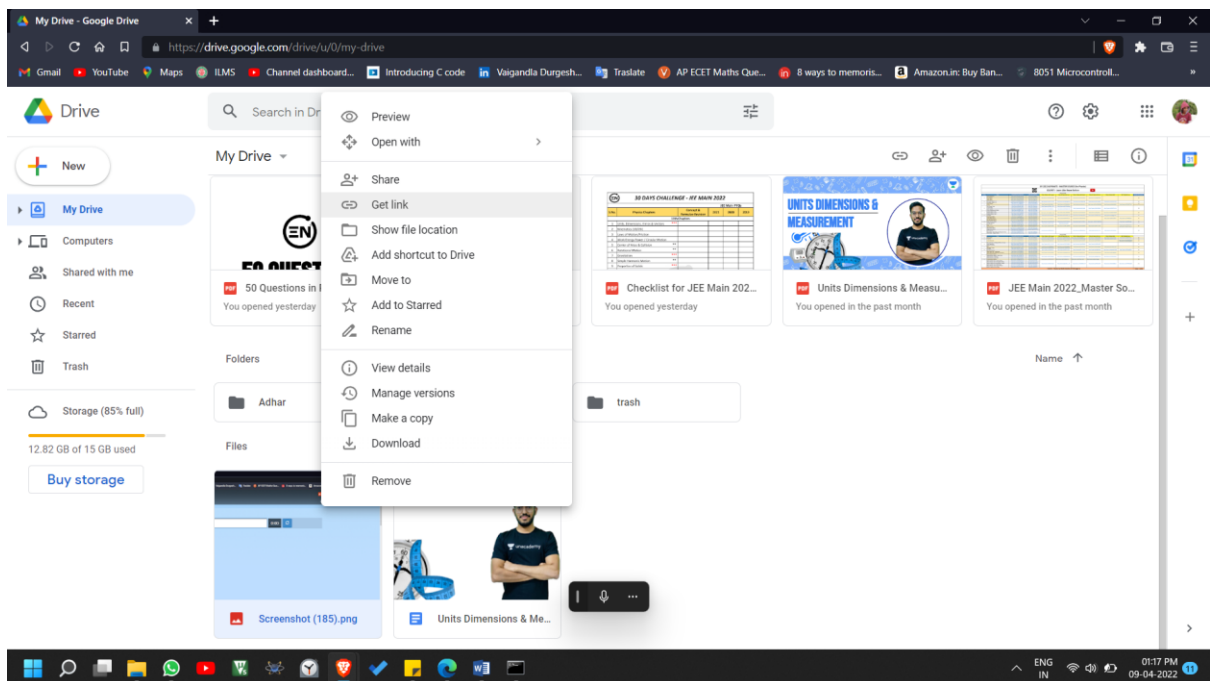 My Drive - Google Drive
https://drive.google.com/drive/u/0/my-drive
Gmail YouTube Maps ILMS Channel dashboard... Introducing C code Vaigandla Durgesh... Traslate AP ECET Maths Que... 8 ways to memoris... Amazon.in: Buy Ban... 8051 Microcontroll... »
Drive
Search in Dr
New
My Drive
Computers
Shared with me
Recent
Starred
Trash
Storage (85% full)
12.82 GB of 15 GB used
Buy storage
My Drive
Preview
Open with
Share
Get link
Show file location
Add shortcut to Drive
Move to
Add to Starred
Rename
View details
Manage versions
Make a copy
Download
Remove
EN
50 Questions in
You opened yesterday
30 DAYS CHALLENGE - JEE MAIN 2022
PDF Checklist for JEE Main 202...
You opened yesterday
UNITS DIMENSIONS &
MEASUREMENT
PDF Units Dimensions & Measu...
You opened in the past month
PDF JEE Main 2022_Master So...
You opened in the past month
Folders
Name
Adhar
trash
Files
unacademy
Screenshot (185).png
Units Dimensions & Me...
ENG
IN
01:17 PM
09-04-2022
11